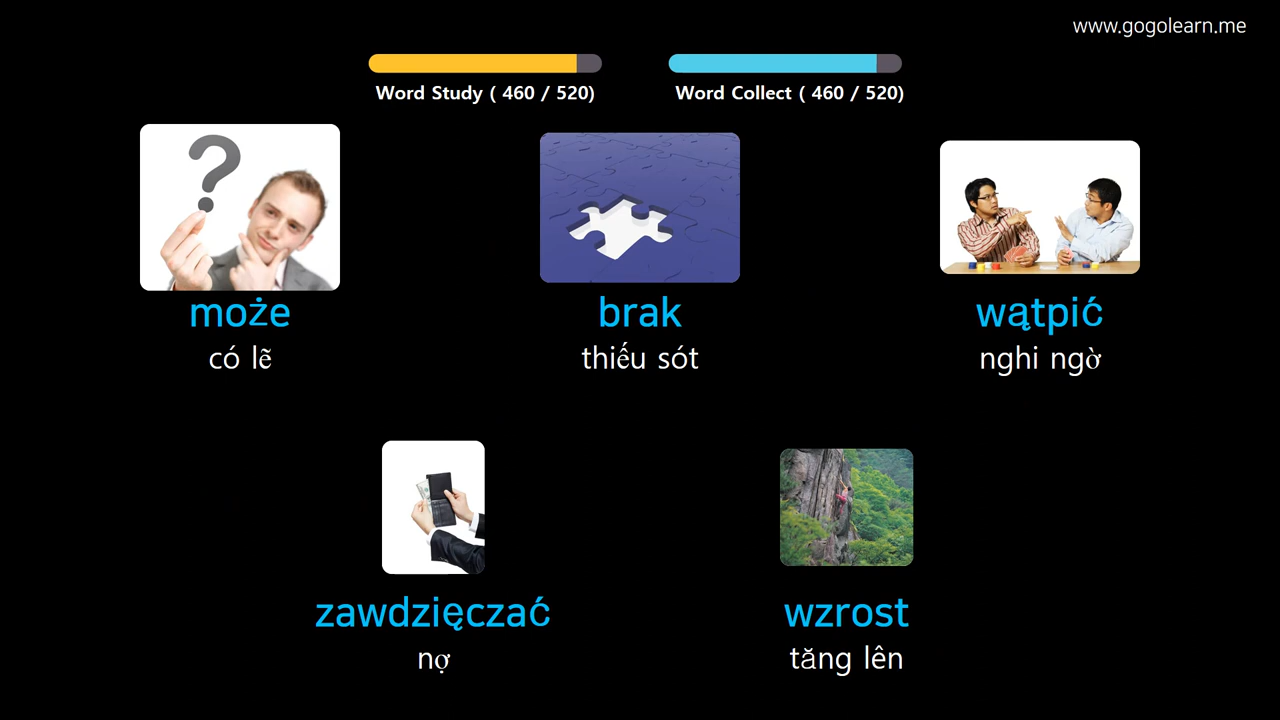 www.gogolearn.me
Word Study ( 460 / 520)
Word Collect ( 460 / 520)
może
có lẽ
brak
thiếu sót
wątpić
nghi ngờ
zawdzięczać
nợ
wzrost
tăng lên